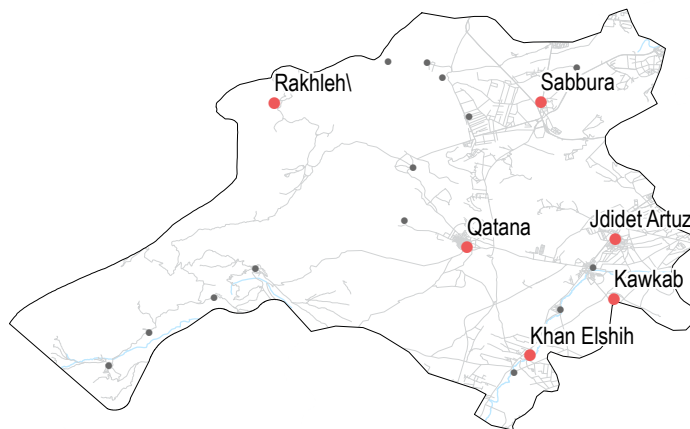 Rakhleh\
Sabbura
Qatana
Jdidet Artuz
Kawkab
Khan Elshih